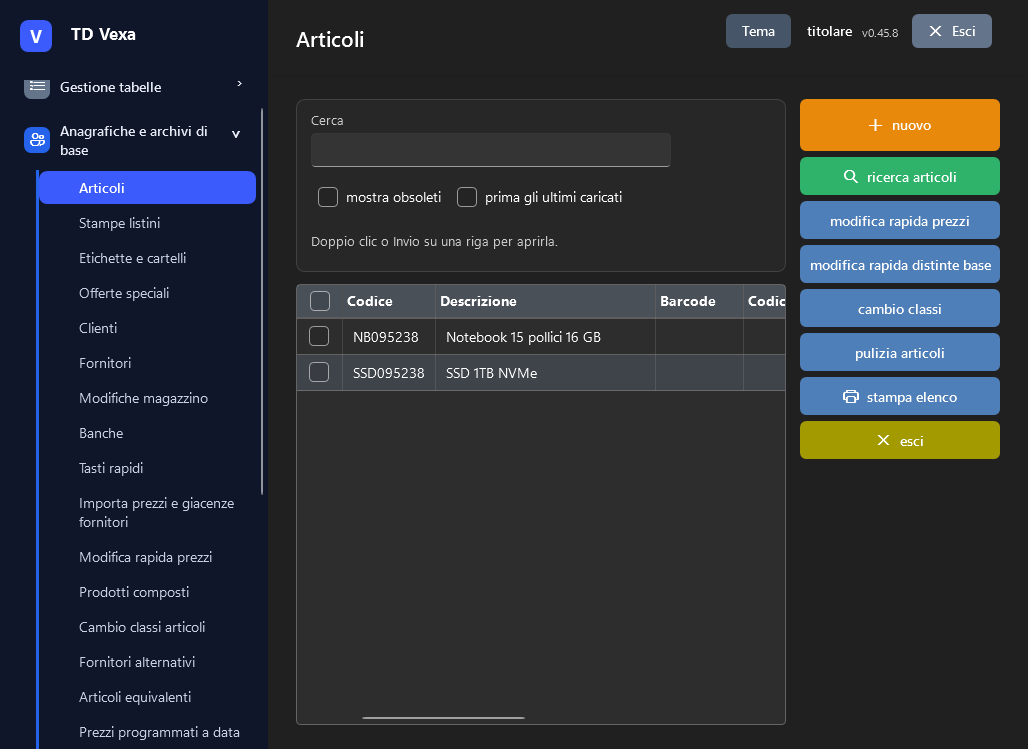 V
TD Vexa
Gestione tabelle
Anagrafiche e archivi di
base
Articoli
Stampe listini
Etichette e cartelli
Offerte speciali
Clienti
Fornitori
Modifiche magazzino
Banche
Tasti rapidi
Importa prezzi e giacenze
fornitori
Modifica rapida prezzi
Prodotti composti
Cambio classi articoli
Fornitori alternativi
Articoli equivalenti
Prezzi programmati a data
Articoli
Tema
titolare v0.45.8
Esci
Cerca
mostra obsoleti prima gli ultimi caricati
Doppio clic o Invio su una riga per aprirla.
Codice Descrizione Barcode Codic
NB095238 Notebook 15 pollici 16 GB
SSD095238 SSD 1TB NVMe
nuovo
ricerca articoli
modifica rapida prezzi
modifica rapida distinte base
cambio classi
pulizia articoli
stampa elenco
esci